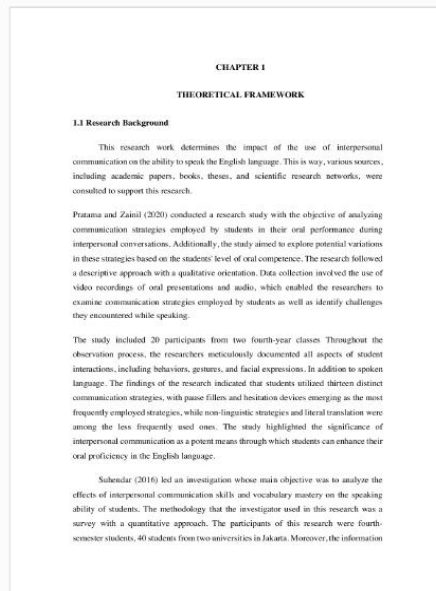 CHAPTER 1
THEORETICAL FRAMEWORK
1.1 Research Background
This research work determines the impact of the use of interpersonal
communication on the ability to speak the English language. This is way, various sources,
including academic papers, books, theses, and scientific research networks, were
consulted to support this research.
Pratama and Zainil (2020) conducted a research study with the objective of analyzing
communication strategies employed by students in their oral performance during
interpersonal conversations. Additionally, the study aimed to explore potential variations
in these strategies based on the students' level of oral competence. The research followed
a descriptive approach with a qualitative orientation. Data collection involved the use of
video recordings of oral presentations and audio, which enabled the researchers to
examine communication strategies employed by students as well as identify challenges
they encountered while speaking.
The study included 20 participants from two fourth-year classes Throughout the
observation process, the researchers meticulously documented all aspects of student
interactions, including behaviors, gestures, and facial expressions. In addition to spoken
language. The findings of the research indicated that students utilized thirteen distinct
communication strategies, with pause fillers and hesitation devices emerging as the most
frequently employed strategies, while non-linguistic strategies and literal translation were
among the less frequently used ones. The study highlighted the significance of
interpersonal communication as a potent means through which students can enhance their
oral proficiency in the English language.
Suhendar (2016) led an investigation whose main objective was to analyze the
effects of interpersonal communication skills and vocabulary mastery on the speaking
ability of students. The methodology that the investigator used in this research was a
survey with a quantitative approach. The participants of this research were fourth-
semester students, 40 students from two universities in Jakarta. Moreover, the information